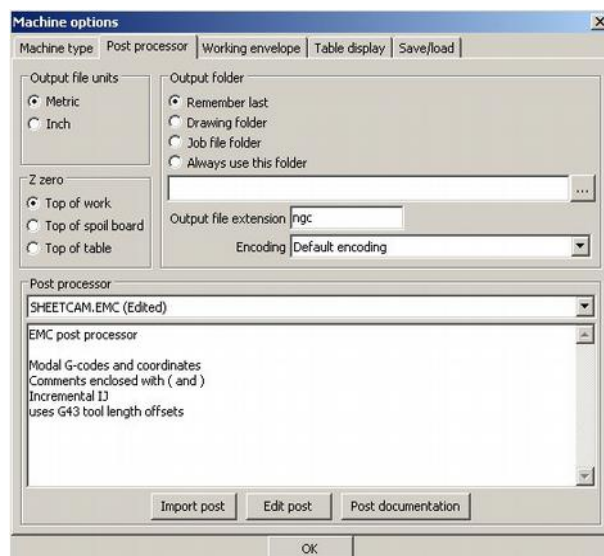 Machine options
Machine type Post processor Working envelope Table display Save/load
Output file units
Metric
Inch
Z zero
Top of work
Top of spoil board
Top of table
Output folder
Remember last
Drawing folder
Job file folder
Always use this folder
...
Output file extension ngc
Encoding Default encoding
Post processor
SHEETCAM.EMC (Edited)
EMC post processor
Modal G-codes and coordinates
Comments enclosed with ( and )
Incremental IJ
uses G43 tool length offsets
Import post Edit post Post documentation
OK